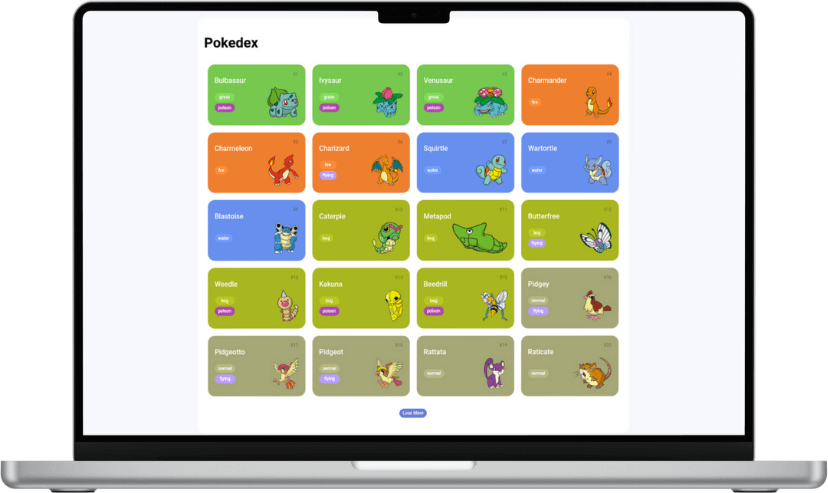 Pokedex
#1 #2 #3 #4
Bulbasaur Ivysaur Venusaur Charmander
grass grass grass
fire
poison poison poison
#5 #6 #7 #8
Charmeleon Charizard Squirtle Wartortle
fire
fire water water
flying
#9 #10 #11 #12
Blastoise Caterpie Metapod Butterfree
bug
water bug bug
flying
#13 #14 #15 #16
Weedle Kakuna Beedrill Pidgey
bug bug bug normal
poison poison poison flying
#17 #18 #19 #20
Pidgeotto Pidgeot Rattata Raticate
normal normal
normal normal
flying flying
Load More